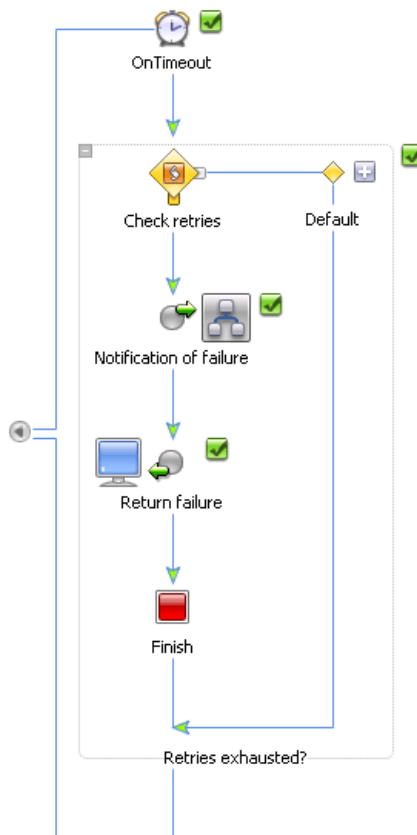 OnTimeout
Check retries
Default
Notification of failure
Return failure
Finish
Retries exhausted?